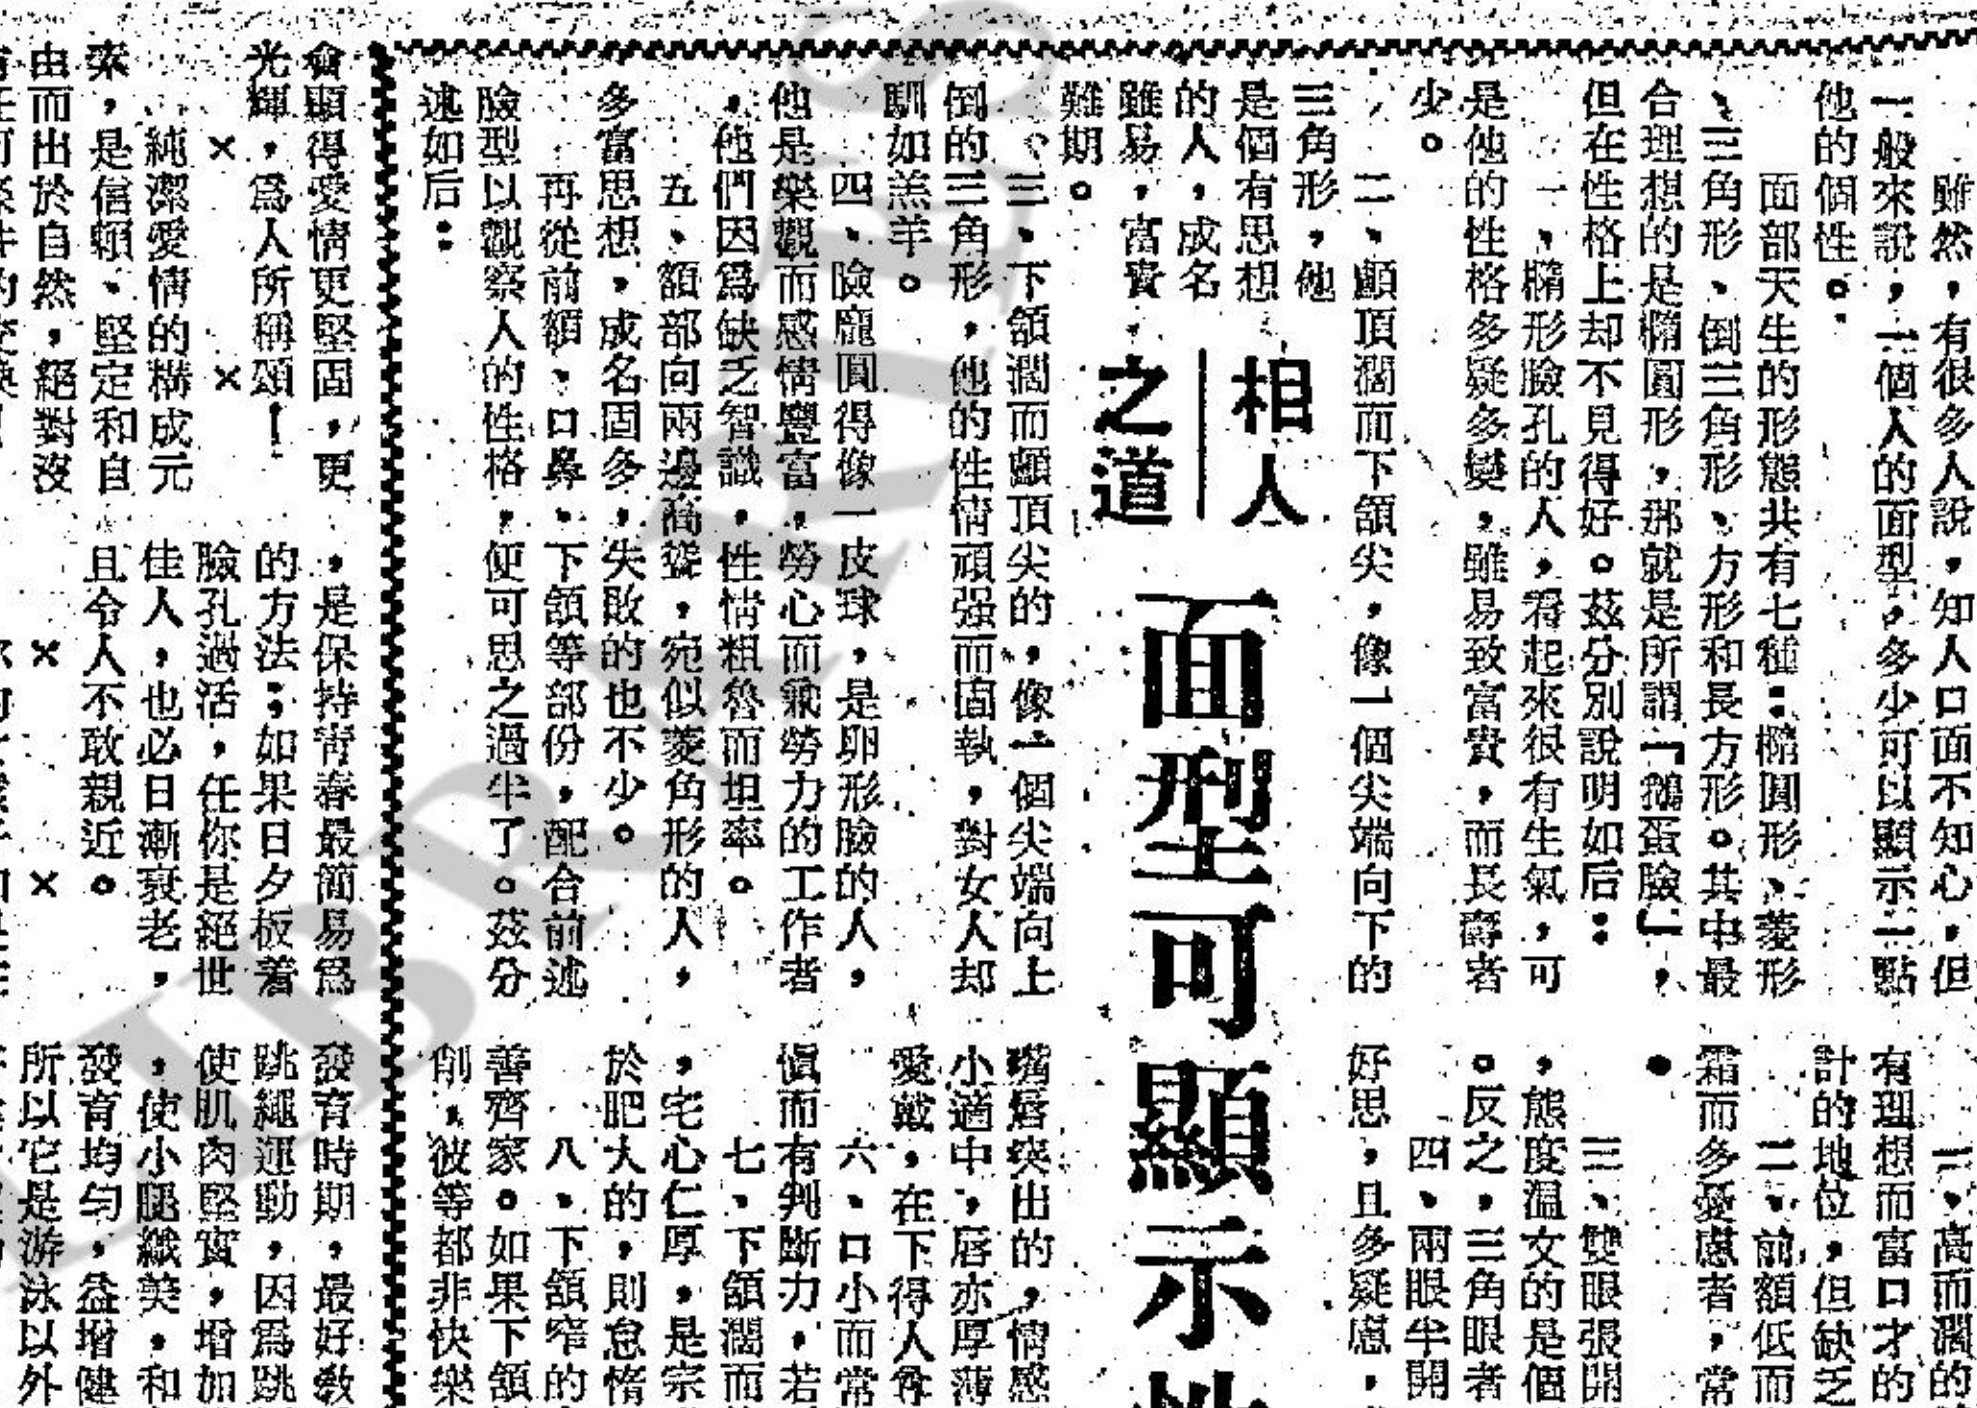 相人
之道
面型可顯示性
雖然，有很多人說，知人口面不知心，但
一般來說，一個人的面型，多少可以顯示一點
他的個性。
面部天生的形態共有七種：橢圓形、菱形
、三角形、倒三角形、方形和長方形。其中最
合理想的是橢圓形，那就是所謂「鵝蛋臉」，
但在性格上却不見得好。茲分別說明如后：
一、橢形臉孔的人，看起來很有生氣，可
是他的性格多疑多變，雖易致富貴，而長壽者
少。
二、顱頂濶而下頷尖，像一個尖端向下的
三角形，他
是個有思想
的人，成名
雖易，富貴
難期。
三、下頷濶而顱頂尖的，像一個尖端向上
倒的三角形，他的性情頑强而固執，對女人却
馴如羔羊。
四、臉龐圓得像一皮球，是卵形臉的人，
他是樂觀而感情豐富，勞心而兼勞力的工作者
，他們因爲缺乏智識，性情粗魯而坦率。
五、額部向兩邊高聳，宛似菱角形的人，
多富思想，成名固多，失敗的也不少。
再從前額、口鼻、下頷等部份，配合前述
臉型以觀察人的性格，便可思之過半了。茲分
述如后：
一、高而濶的
有理想而富口才的
計的地位，但缺乏
二、前額低而
霜而多憂慮者，常
●
三、雙眼張開
，態度溫文的是個
。反之，三角眼者
四、兩眼半開
好思，且多疑慮，
嘴唇突出的，情感
小適中，唇亦厚薄
愛戴，在下得人尊
六、口小而常
慎而有判斷力，若
七、下頷濶而
，宅心仁厚，是宗
於肥大的，則怠惰
八、下頷窄的
善齊家。如果下頷
削，彼等都非快樂
會顯得愛情更堅固，更
光輝，爲人所稱頌！
× ×
純潔愛情的構成元
素，是信賴、堅定和自
由而出於自然，絕對沒
，是保持青春最簡易爲
的方法；如果日夕板着
臉孔過活，任你是絕世
佳人，也必日漸衰老，
且令人不敢親近。
× ×
發育時期，最好敎
跳繩運動，因爲跳
使肌肉堅實，增加
，使小腿纖美，和
發育均勻，益增健
所以它是游泳以外